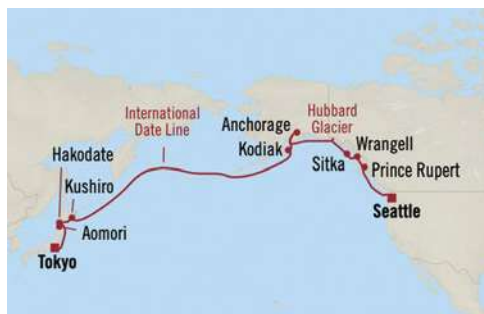 International
Date Line
Hubbard
Glacier
Anchorage
Kodiak
Wrangell
Sitka
Prince Rupert
Hakodate
Kushiro
Aomori
Seattle
Tokyo